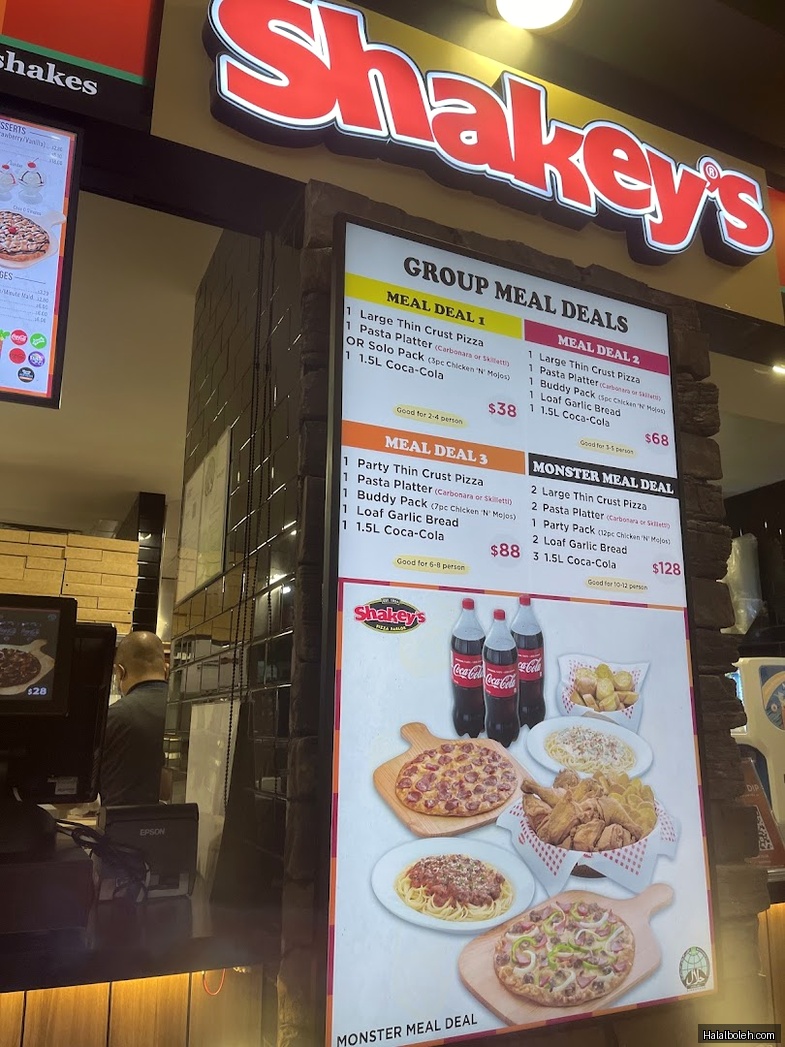 shakes
Shakey's®
GROUP MEAL DEALS
MEAL DEAL 1
1 Large Thin Crust Pizza
1 Pasta Platter (Carbonara or Skilletti)
OR Solo Pack (3pc Chicken 'N' Mojos)
1 1.5L Coca-Cola
Good for 2-4 person
$38
MEAL DEAL 2
1 Large Thin Crust Pizza
1 Pasta Platter (Carbonara or Skilletti)
1 Buddy Pack (5pc Chicken 'N' Mojos)
1 Loaf Garlic Bread
1 1.5L Coca-Cola
Good for 3-5 person
$68
MEAL DEAL 3
1 Party Thin Crust Pizza
1 Pasta Platter (Carbonara or Skilletti)
1 Buddy Pack (7pc Chicken 'N' Mojos)
1 Loaf Garlic Bread
1 1.5L Coca-Cola
Good for 6-8 person
$88
MONSTER MEAL DEAL
2 Large Thin Crust Pizza
2 Pasta Platter (Carbonara or Skilletti)
1 Party Pack (12pc Chicken 'N' Mojos)
2 Loaf Garlic Bread
3 1.5L Coca-Cola
Good for 10-12 person
$128
Shakey's
PIZZA PARLOR
Coca-Cola
Coca-Cola
Coca-Cola
MONSTER MEAL DEAL
$28
EPSON
DIP
Halalboleh.com